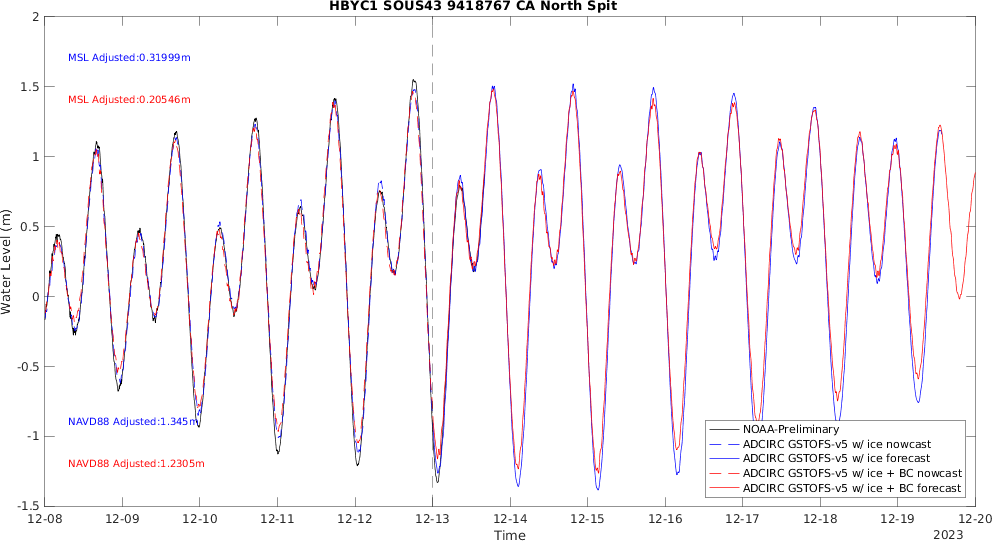 HBYC1 SOUS43 9418767 CA North Spit
2
1.5
1
0.5
0
-0.5
-1
-1.5
Water Level (m)
MSL Adjusted:0.31999m
MSL Adjusted:0.20546m
NAVD88 Adjusted:1.345m
NAVD88 Adjusted:1.2305m
NOAA-Preliminary
ADCIRC GSTOFS-v5 w/ ice nowcast
ADCIRC GSTOFS-v5 w/ ice forecast
ADCIRC GSTOFS-v5 w/ ice + BC nowcast
ADCIRC GSTOFS-v5 w/ ice + BC forecast
12-08 12-09 12-10 12-11 12-12 12-13 12-14 12-15 12-16 12-17 12-18 12-19 12-20
Time
2023